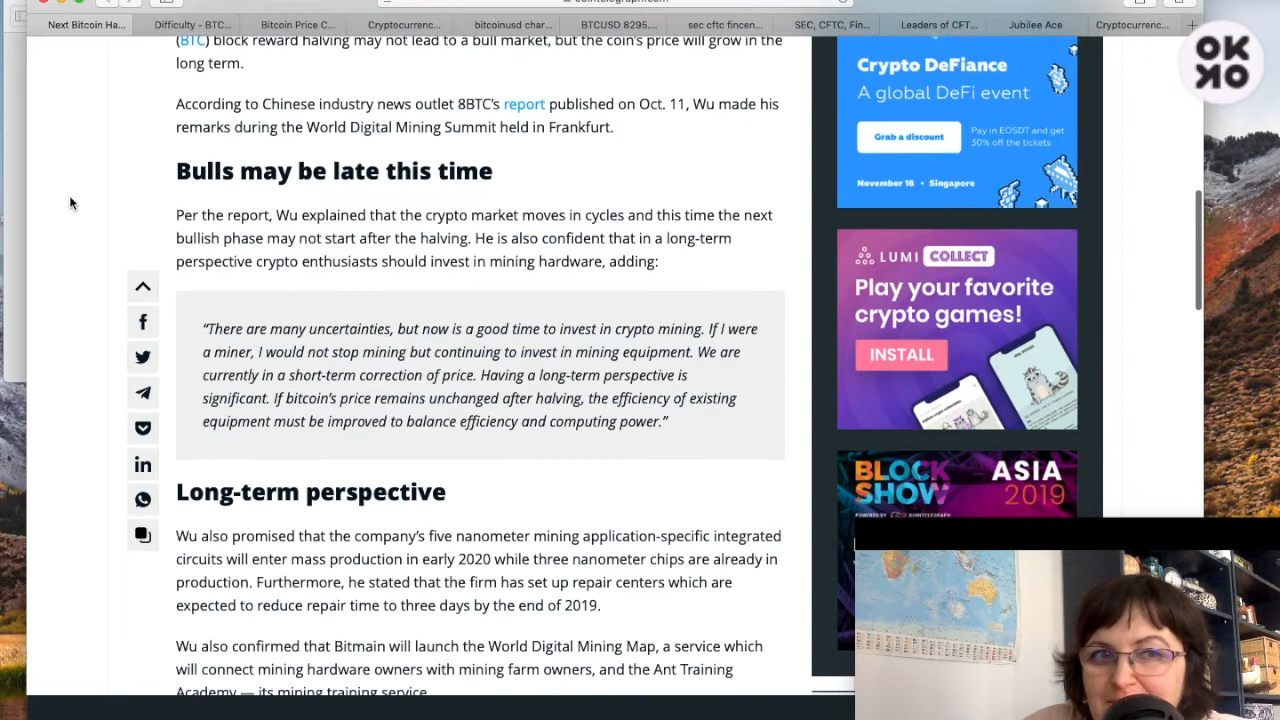 cointelegraph.com
Next Bitcoin Ha...
Difficulty - BTC...
Bitcoin Price C...
Cryptocurrenc...
bitcoinusd char...
BTCUSD 8295....
sec cftc fincen...
SEC, CFTC, Fin...
Leaders of CFT...
Jubilee Ace
Cryptocurrenc...
OK
KO
(BTC) block reward halving may not lead to a bull market, but the coin's price will grow in the
long term.
According to Chinese industry news outlet 8BTC's report published on Oct. 11, Wu made his
remarks during the World Digital Mining Summit held in Frankfurt.
Bulls may be late this time
Per the report, Wu explained that the crypto market moves in cycles and this time the next
bullish phase may not start after the halving. He is also confident that in a long-term
perspective crypto enthusiasts should invest in mining hardware, adding:
“There are many uncertainties, but now is a good time to invest in crypto mining. If I were
a miner, I would not stop mining but continuing to invest in mining equipment. We are
currently in a short-term correction of price. Having a long-term perspective is
significant. If bitcoin's price remains unchanged after halving, the efficiency of existing
equipment must be improved to balance efficiency and computing power.”
Long-term perspective
Wu also promised that the company's five nanometer mining application-specific integrated
circuits will enter mass production in early 2020 while three nanometer chips are already in
production. Furthermore, he stated that the firm has set up repair centers which are
expected to reduce repair time to three days by the end of 2019.
Wu also confirmed that Bitmain will launch the World Digital Mining Map, a service which
will connect mining hardware owners with mining farm owners, and the Ant Training
Academy — its mining training service.
Crypto DeFiance
A global DeFi event
Grab a discount
Pay in EOSDT and get
30% off the tickets
November 16 • Singapore
LUMI COLLECT
Play your favorite
crypto games!
INSTALL
BLOCK
SHOW
ASIA
2019
POWERED BY COINTELEGRAPH